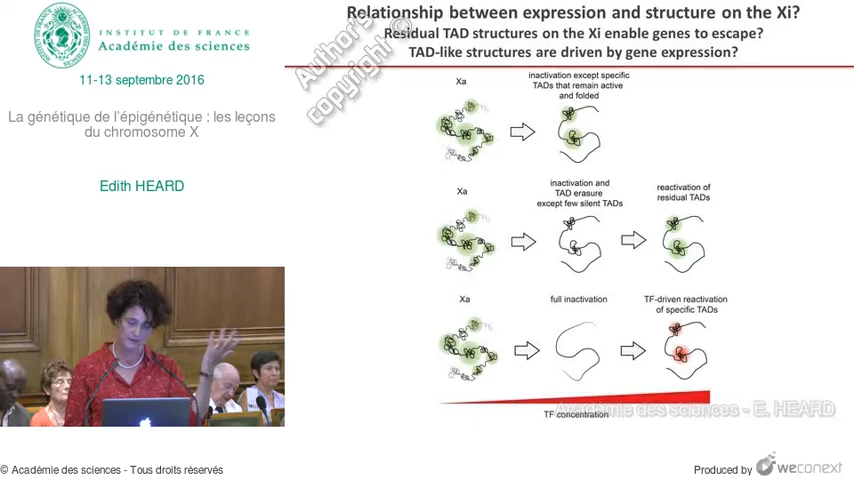 INSTITUT DE FRANCE
Académie des sciences
11-13 septembre 2016
La génétique de l'épigénétique : les leçons
du chromosome X
Edith HEARD
Relationship between expression and structure on the Xi?
Residual TAD structures on the Xi enable genes to escape?
TAD-like structures are driven by gene expression?
Author's ©
copyright
Xa
inactivation except specific
TADs that remain active
and folded
Xa
inactivation and
TAD erasure
except few silent TADs
reactivation of
residual TADs
Xa
full inactivation
TF-driven reactivation
of specific TADs
TF concentration
Académie des sciences - E. HEARD
© Académie des sciences - Tous droits réservés
Produced by weconext